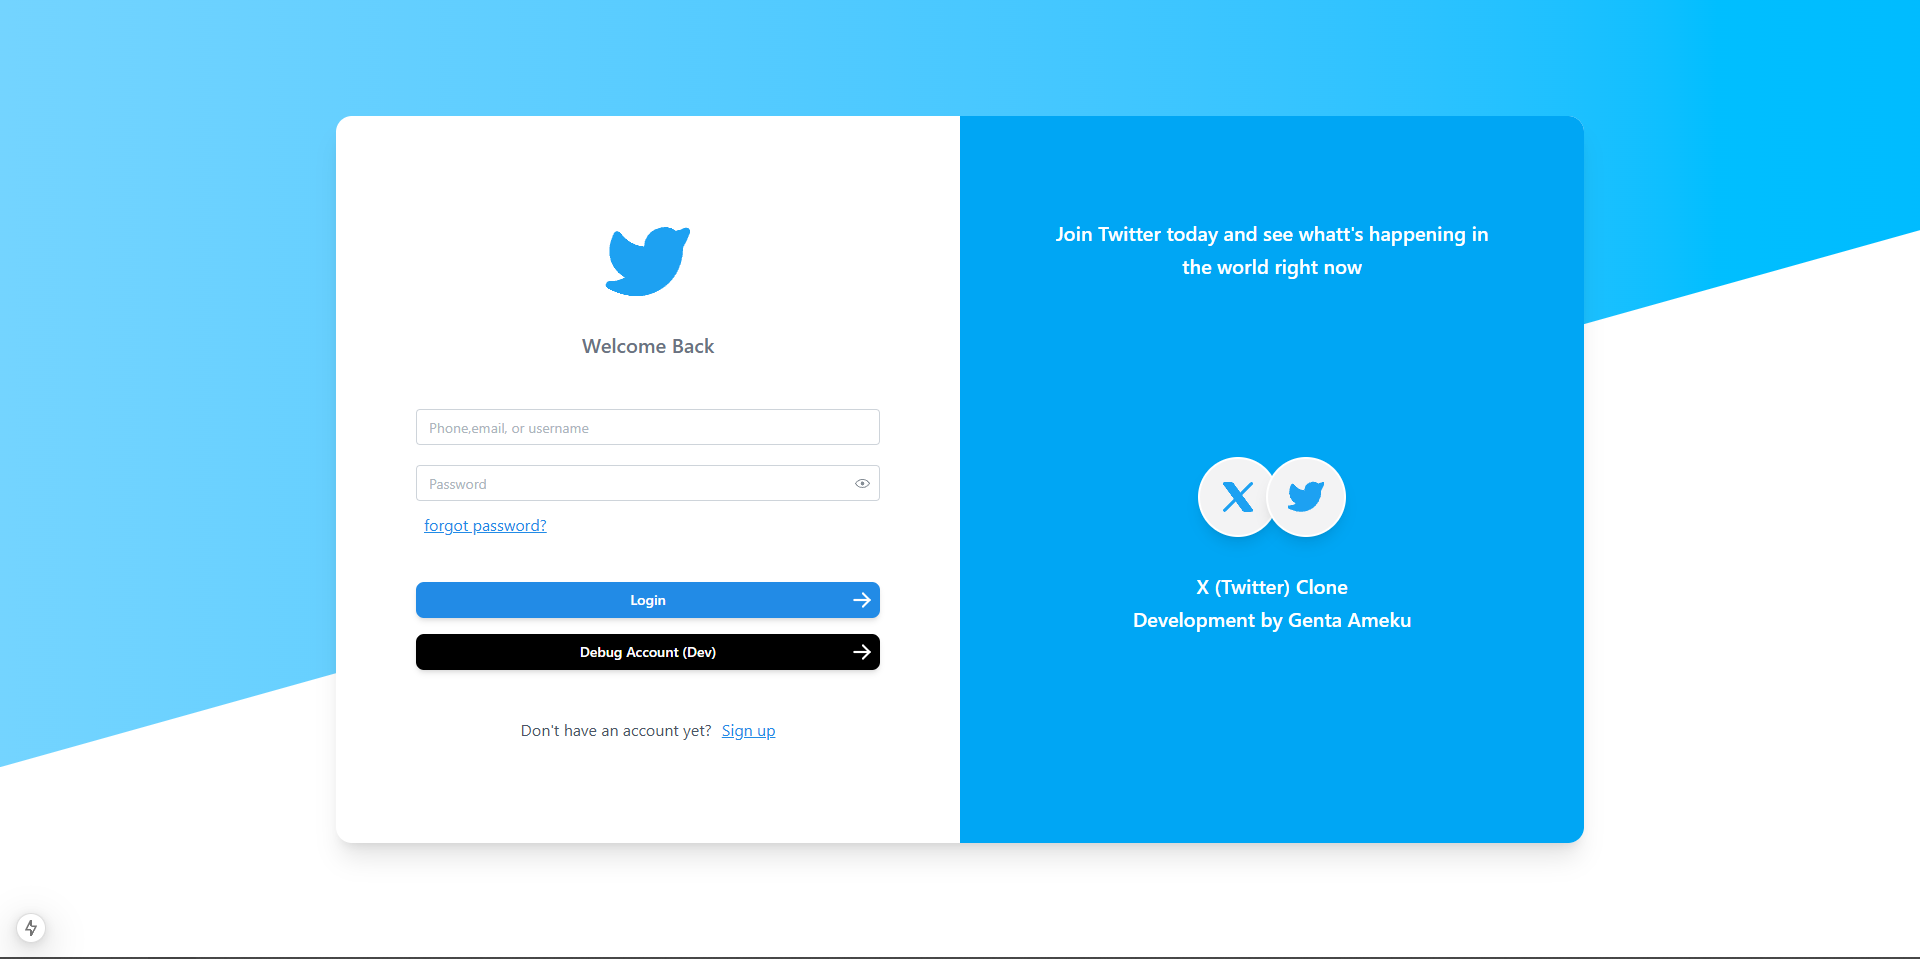 Welcome Back
Phone,email, or username
Password
forgot password?
Login
Debug Account (Dev)
Don't have an account yet? Sign up
Join Twitter today and see whatt's happening in
the world right now
X (Twitter) Clone
Development by Genta Ameku